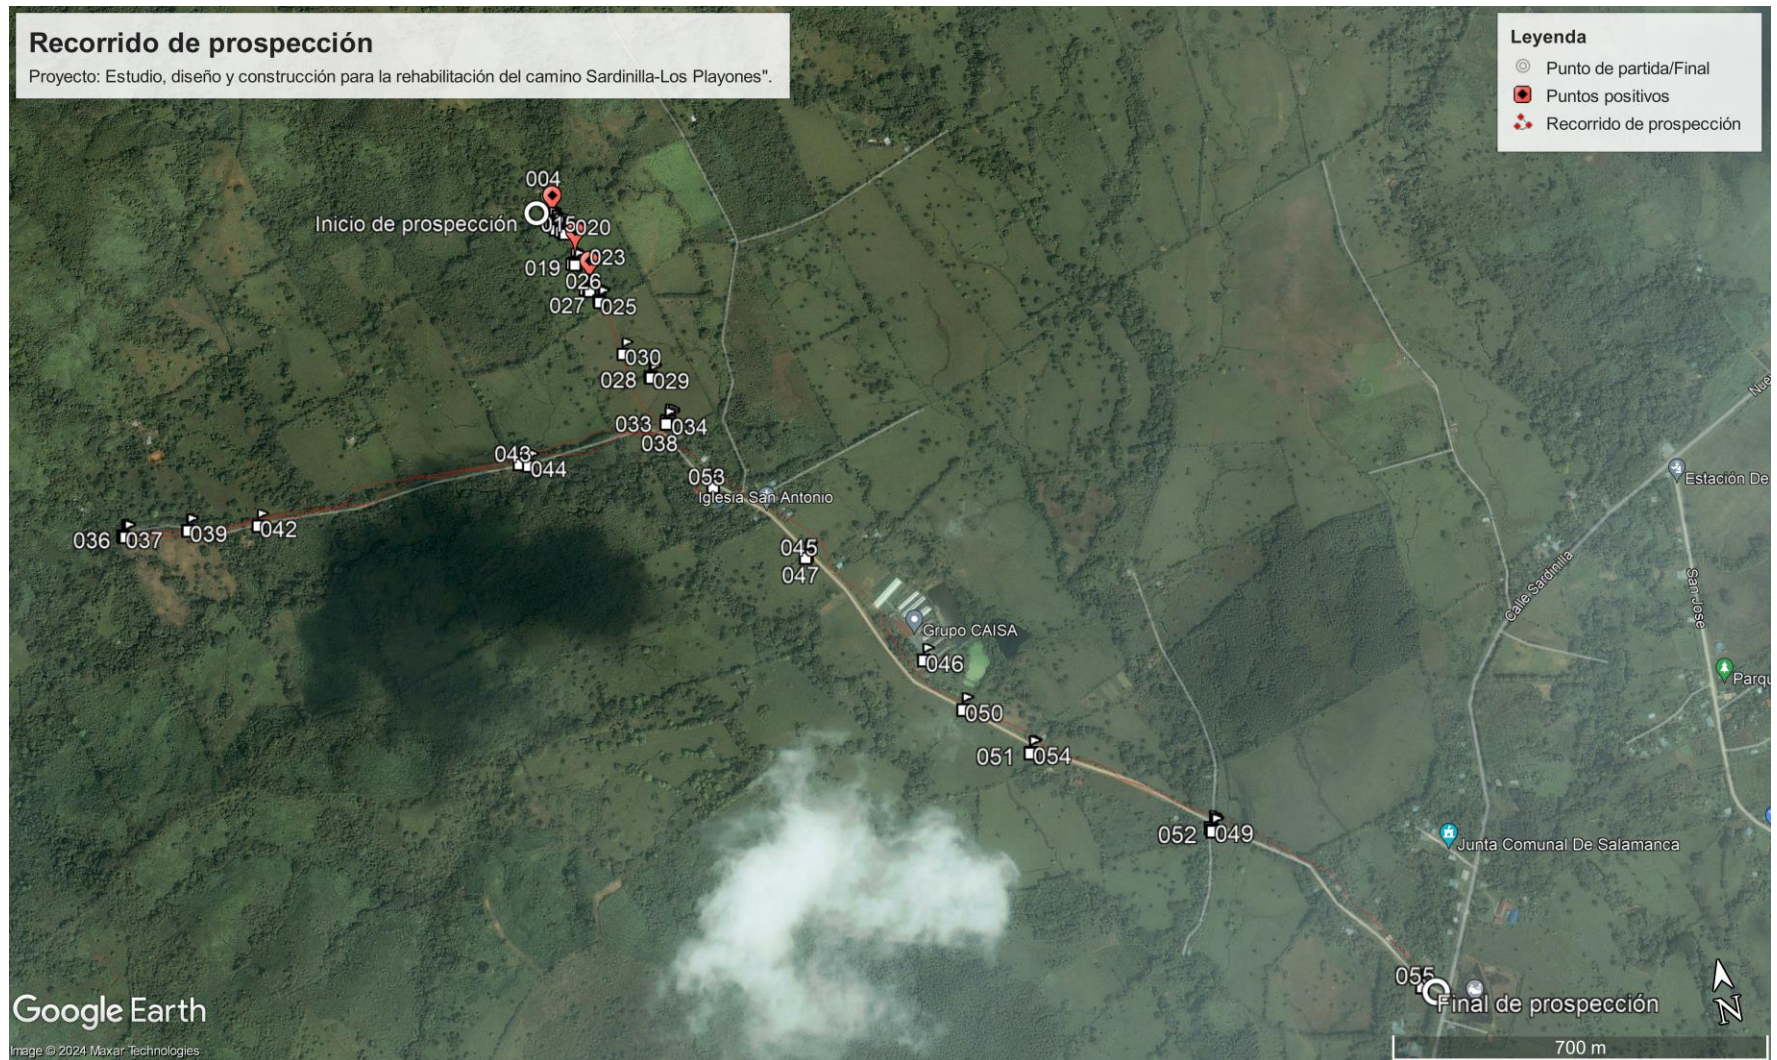 Recorrido de prospección
Proyecto: Estudio, diseño y construcción para la rehabilitación del camino Sardinilla-Los Playones".
Leyenda
Punto de partida/Final
Puntos positivos
Recorrido de prospección
004
Inicio de prospección
015
020
019
023
026
027
025
030
028
029
033
034
038
043
044
053
Iglesia San Antonio
036
037
039
042
045
047
Grupo CAISA
046
050
051
054
052
049
055
Final de prospección
Calle Sardinilla
Estación De
San Jose
Junta Comunal De Salamanca
N
700 m
Google Earth
Image © 2024 Maxar Technologies